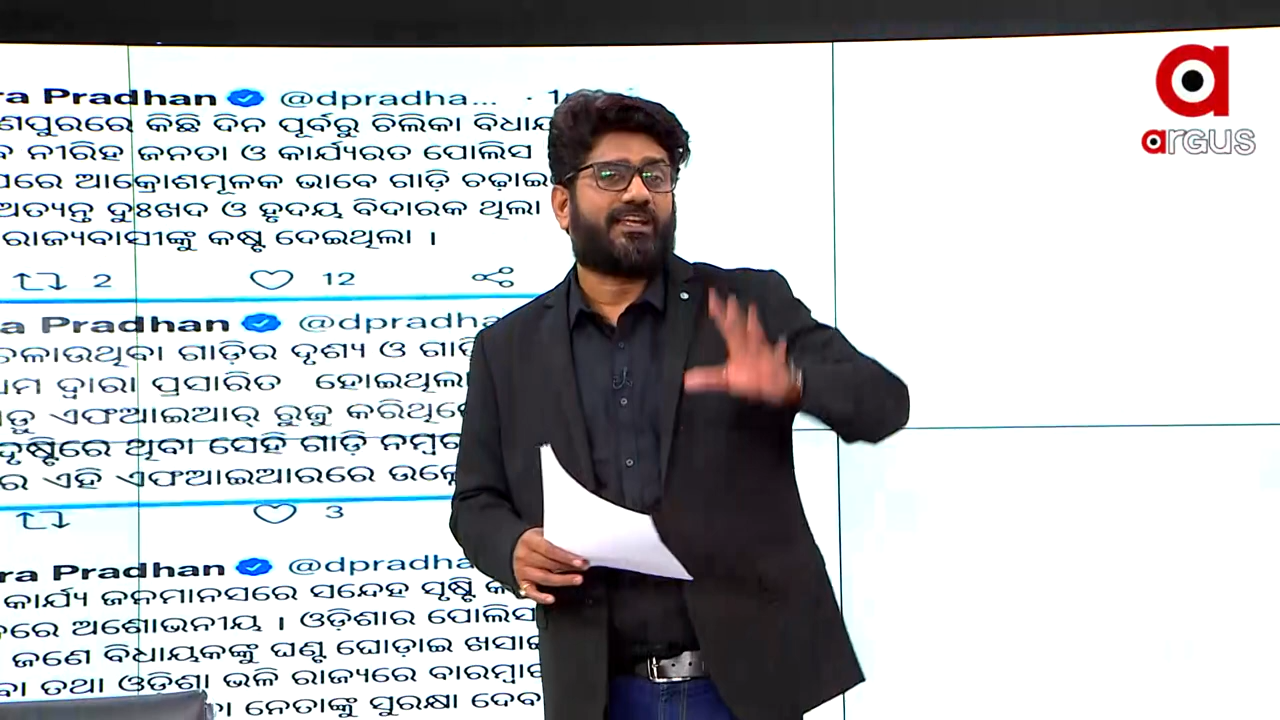 ra Pradhan @dpradha... · 1
ଣପୁରରେ କିଛି ଦିନ ପୂର୍ବରୁ ଚିଲିକା ବିଧାୟ
ବ ନୀରିହ ଜନତା ଓ କାର୍ଯ୍ୟରତ ପୋଲିସ
ପରେ ଆକ୍ରୋଶମୂଳକ ଭାବେ ଗାଡ଼ି ଚଢ଼ାଇ
ଅତ୍ୟନ୍ତ ଦୁଃଖଦ ଓ ହୃଦୟ ବିଦାରକ ଥିଲା
ରାଜ୍ୟବାସୀଙ୍କୁ କଷ୍ଟ ଦେଇଥିଲା ।
2 12
a Pradhan @dpradha
ଚଳାଉଥିବା ଗାଡ଼ିର ଦୃଶ୍ୟ ଓ ଗାଡ଼ି
ୟମ ଦ୍ୱାରା ପ୍ରସାରିତ ହୋଇଥିଲା
ଏଫଆଇଆର୍ ରୁଜୁ କରିଥିଲେ
ଦୃଷ୍ଟିରେ ଥିବା ସେହି ଗାଡ଼ି ନମ୍ବର
ର ଏହି ଏଫଆଇଆରରେ ଉଲ୍ଲେ
3
ra Pradhan @dpradha
କାର୍ଯ୍ୟ ଜନମାନସରେ ସନ୍ଦେହ ସୃଷ୍ଟି କ
ରେ ଅଶୋଭନୀୟ । ଓଡ଼ିଶାର ପୋଲିସ
ଜଣେ ବିଧାୟକଙ୍କୁ ଘଣ୍ଟ ଘୋଡ଼ାଇ ଖସାଇ
ବା ତଥା ଓଡ଼ିଶା ଭଳି ରାଜ୍ୟରେ ବାରମ୍ବାର
ନେତାଙ୍କୁ ସୁରକ୍ଷା ଦେବ
argus